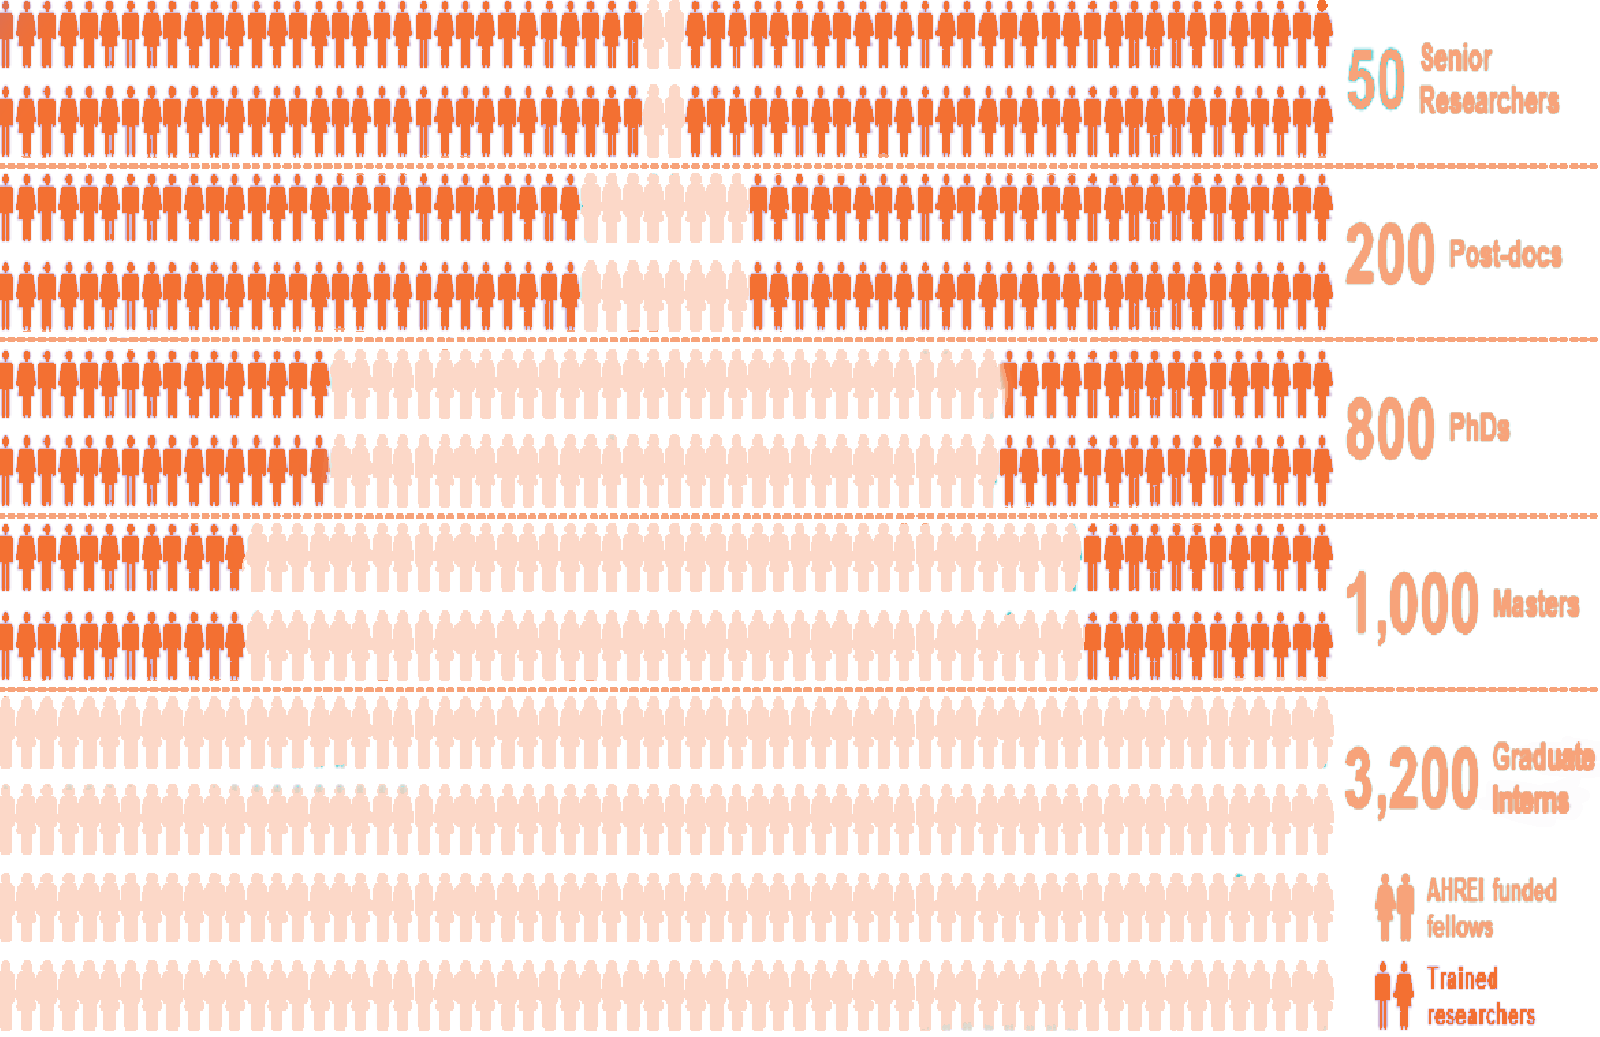 50 Senior
Researchers
200 Post-docs
800 PhDs
1,000 Masters
3,200 Graduate
Interns
AHREI funded
fellows
Trained
researchers